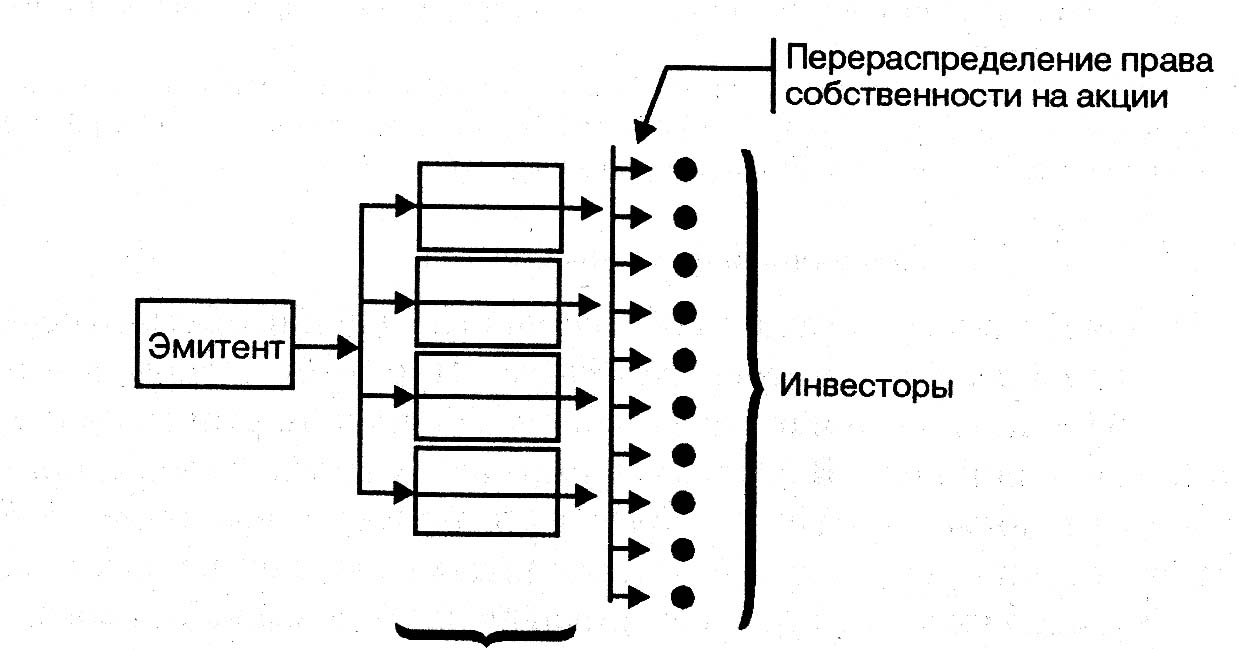 Перераспределение права
собственности на акции
Эмитент
Инвесторы